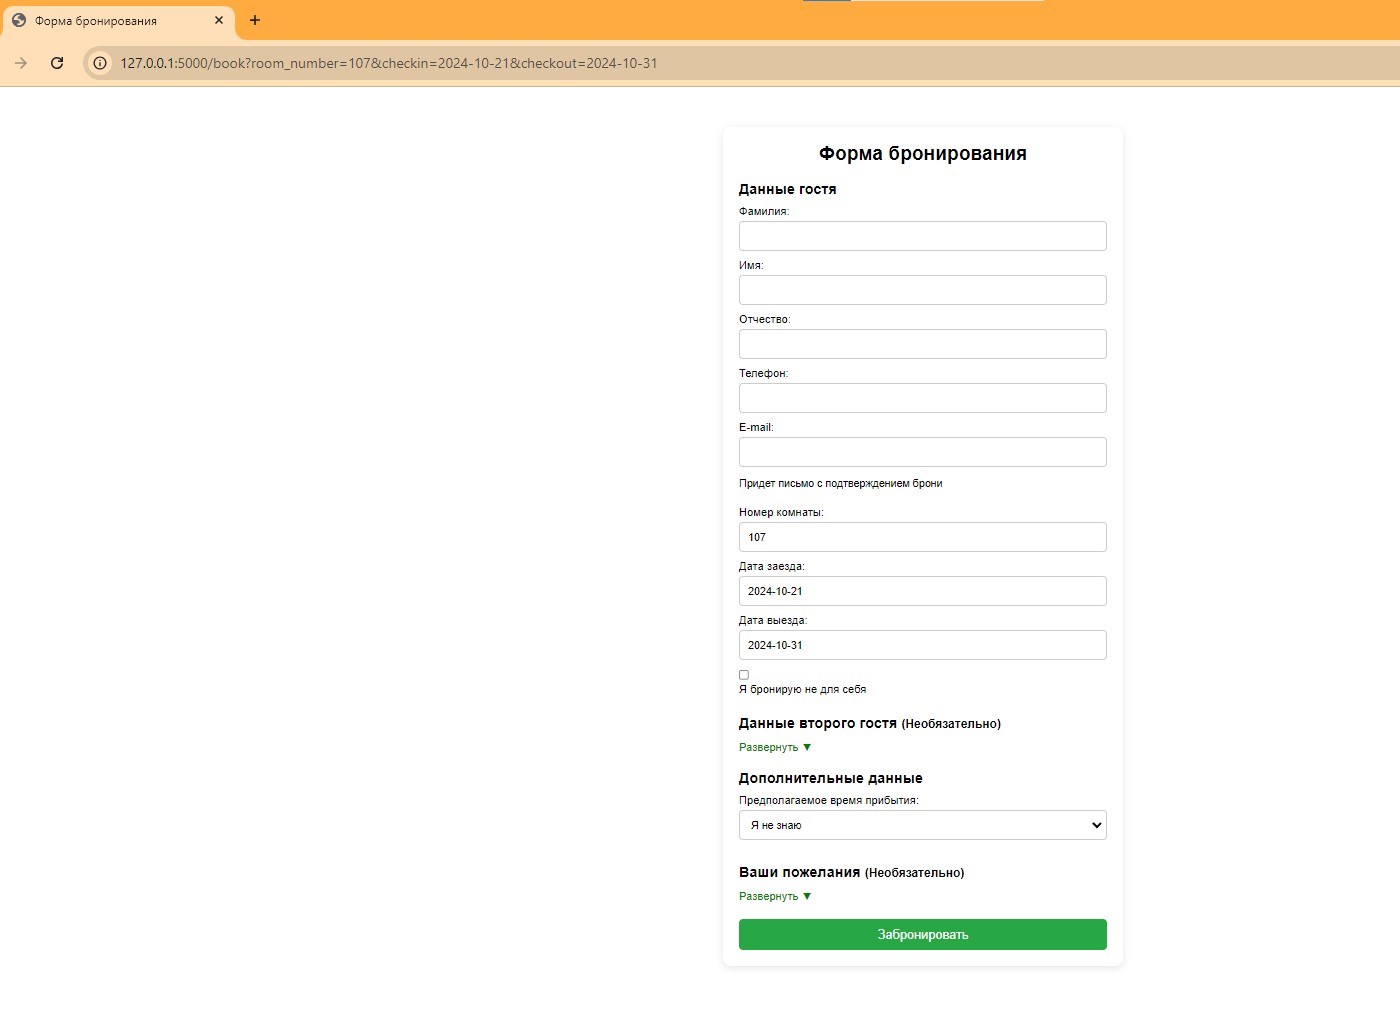 Форма бронирования
127.0.0.1:5000/book?room_number=107&checkin=2024-10-21&checkout=2024-10-31
Форма бронирования
Данные гостя
Фамилия:
Имя:
Отчество:
Телефон:
E-mail:
Придет письмо с подтверждением брони
Номер комнаты:
107
Дата заезда:
2024-10-21
Дата выезда:
2024-10-31
Я бронирую не для себя
Данные второго гостя (Необязательно)
Развернуть ▼
Дополнительные данные
Предполагаемое время прибытия:
Я не знаю
Ваши пожелания (Необязательно)
Развернуть ▼
Забронировать